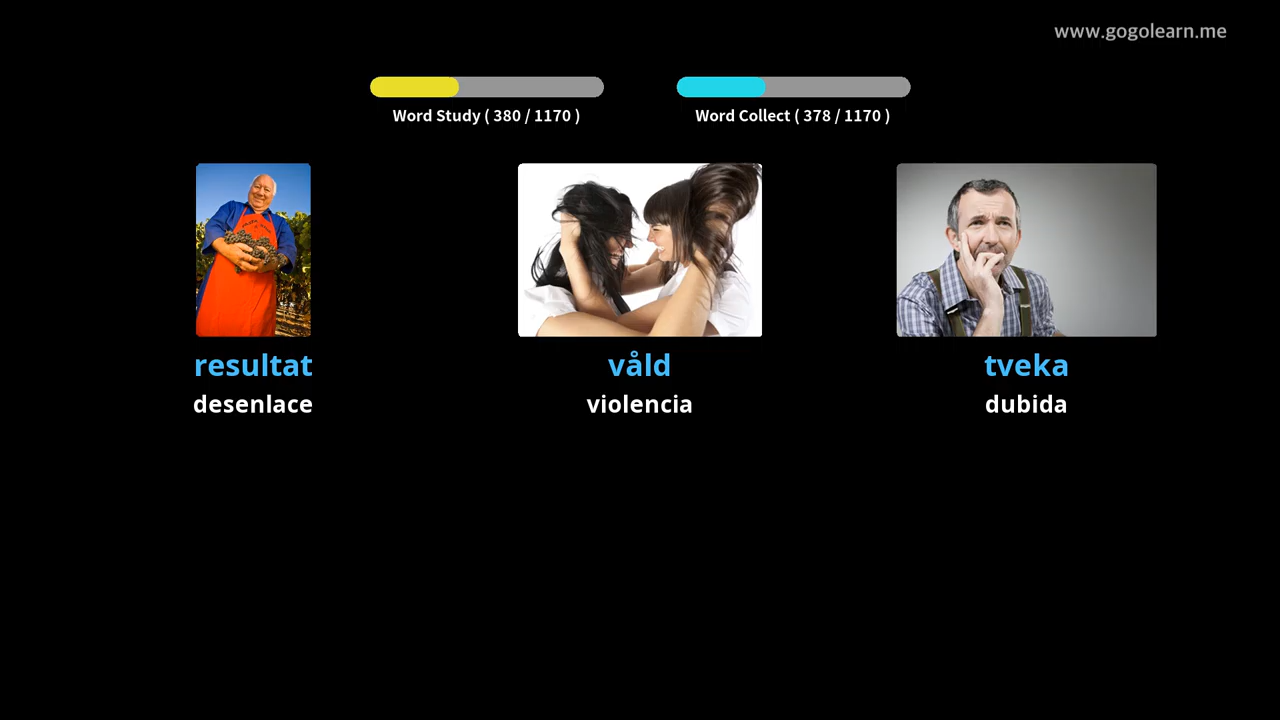 www.gogolearn.me
Word Study ( 380 / 1170 )
Word Collect ( 378 / 1170 )
resultat
våld
tveka
desenlace
violencia
dubida